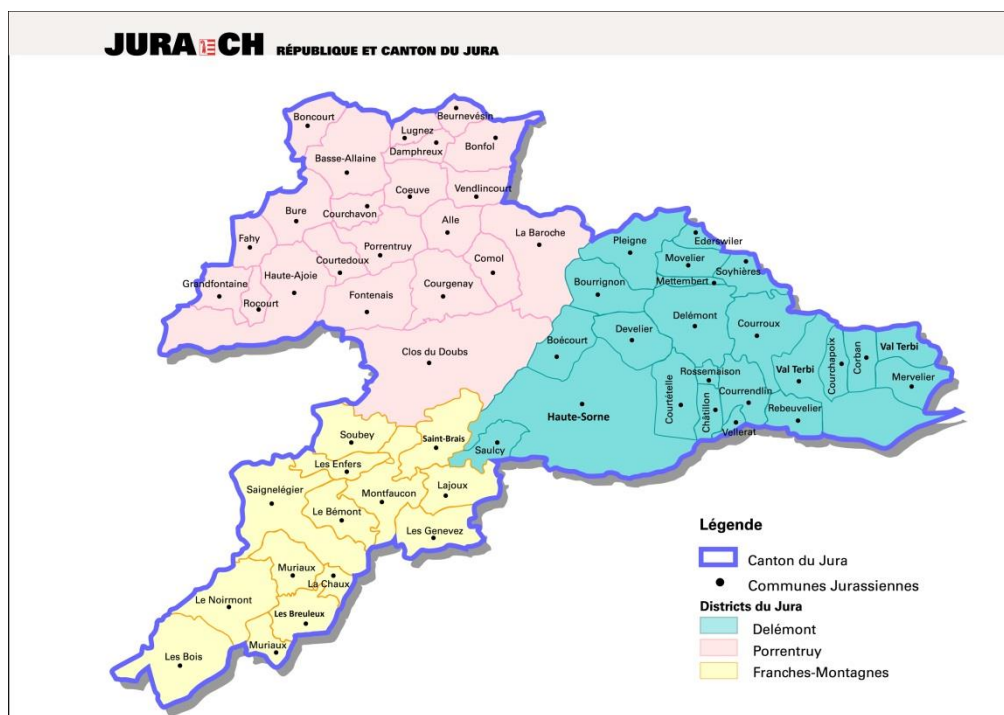 JURA CH RÉPUBLIQUE ET CANTON DU JURA
Boncourt
Beurnevésin
Lugnez
Damphreux
Bonfol
Basse-Allaine
Coeuve
Vendlincourt
Courchavon
Bure
Alle
La Baroche
Fahy
Porrentruy
Courtedoux
Cornol
Haute-Ajoie
Grandfontaine
Courgenay
Rocourt
Fontenais
Clos du Doubs
Pleigne
Ederswiler
Movelier
Soyhières
Mettembert
Bourrignon
Delémont
Develier
Courroux
Boécourt
Val Terbi
Courchapoix
Corban
Val Terbi
Mervelier
Rossemaison
Courtételle
Châtillon
Courrendlin
Rebeuvelier
Haute-Sorne
Vellerat
Saulcy
Soubey
Saint-Brais
Les Enfers
Saignelégier
Montfaucon
Lajoux
Le Bémont
Les Genevez
Muriaux
La Chaux
Le Noirmont
Les Breuleux
Muriaux
Les Bois
Légende
Canton du Jura
Communes Jurassiennes
Districts du Jura
Delémont
Porrentruy
Franches-Montagnes